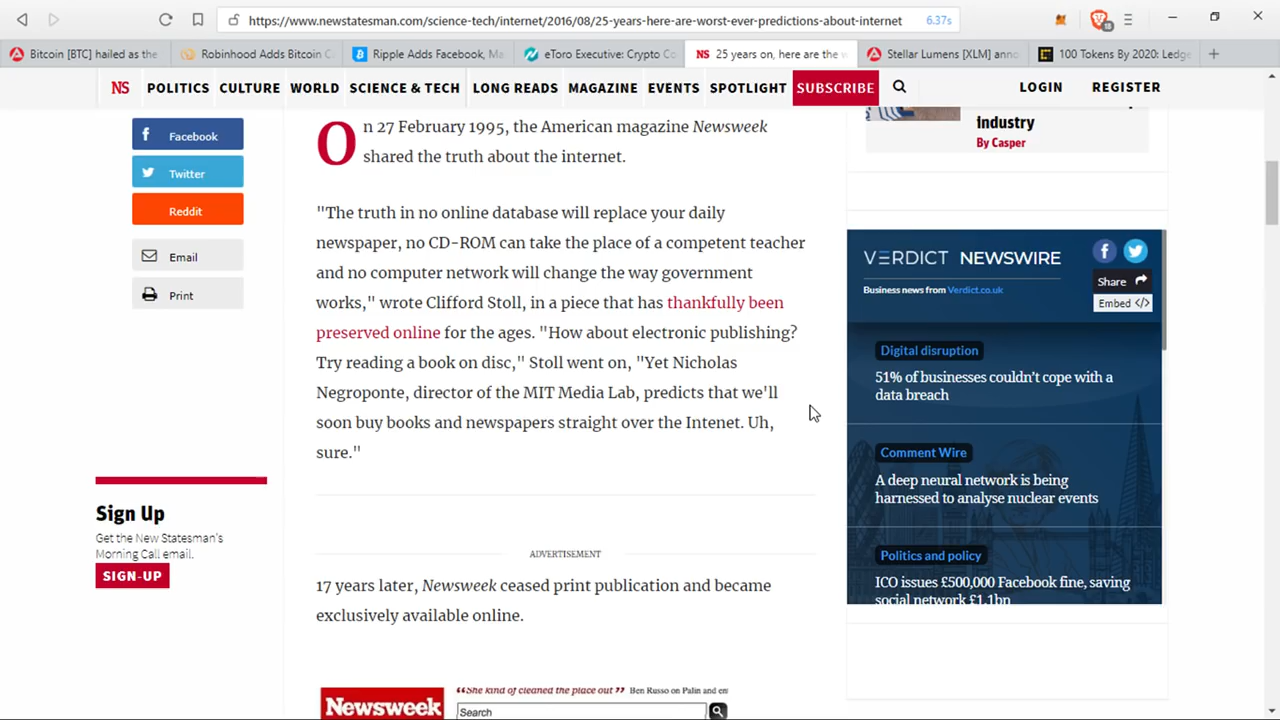 https://www.newstatesman.com/science-tech/internet/2016/08/25-years-here-are-worst-ever-predictions-about-internet
6.37s
18
Bitcoin [BTC] hailed as the
Robinhood Adds Bitcoin C
Ripple Adds Facebook, Ma
eToro Executive: Crypto Co
NS
25 years on, here are the w
Stellar Lumens [XLM] anno
100 Tokens By 2020: Ledge
NS
POLITICS
CULTURE
WORLD
SCIENCE & TECH
LONG READS
MAGAZINE
EVENTS
SPOTLIGHT
SUBSCRIBE
LOGIN
REGISTER
Facebook
Twitter
Reddit
Email
Print
Sign Up
Get the New Statesman's
Morning Call email.
SIGN-UP
On 27 February 1995, the American magazine Newsweek
shared the truth about the internet.
"The truth in no online database will replace your daily
newspaper, no CD-ROM can take the place of a competent teacher
and no computer network will change the way government
works," wrote Clifford Stoll, in a piece that has thankfully been
preserved online for the ages. "How about electronic publishing?
Try reading a book on disc," Stoll went on, "Yet Nicholas
Negroponte, director of the MIT Media Lab, predicts that we'll
soon buy books and newspapers straight over the Intenet. Uh,
sure."
ADVERTISEMENT
17 years later, Newsweek ceased print publication and became
exclusively available online.
Newsweek
"She kind of cleaned the place out" Ben Russo on Palin and
Search
industry
By Casper
VERDICT NEWSWIRE
Business news from Verdict.co.uk
Share
Embed </>
Digital disruption
51% of businesses couldn't cope with a
data breach
Comment Wire
A deep neural network is being
harnessed to analyse nuclear events
Politics and policy
ICO issues £500,000 Facebook fine, saving
social network £1.1bn